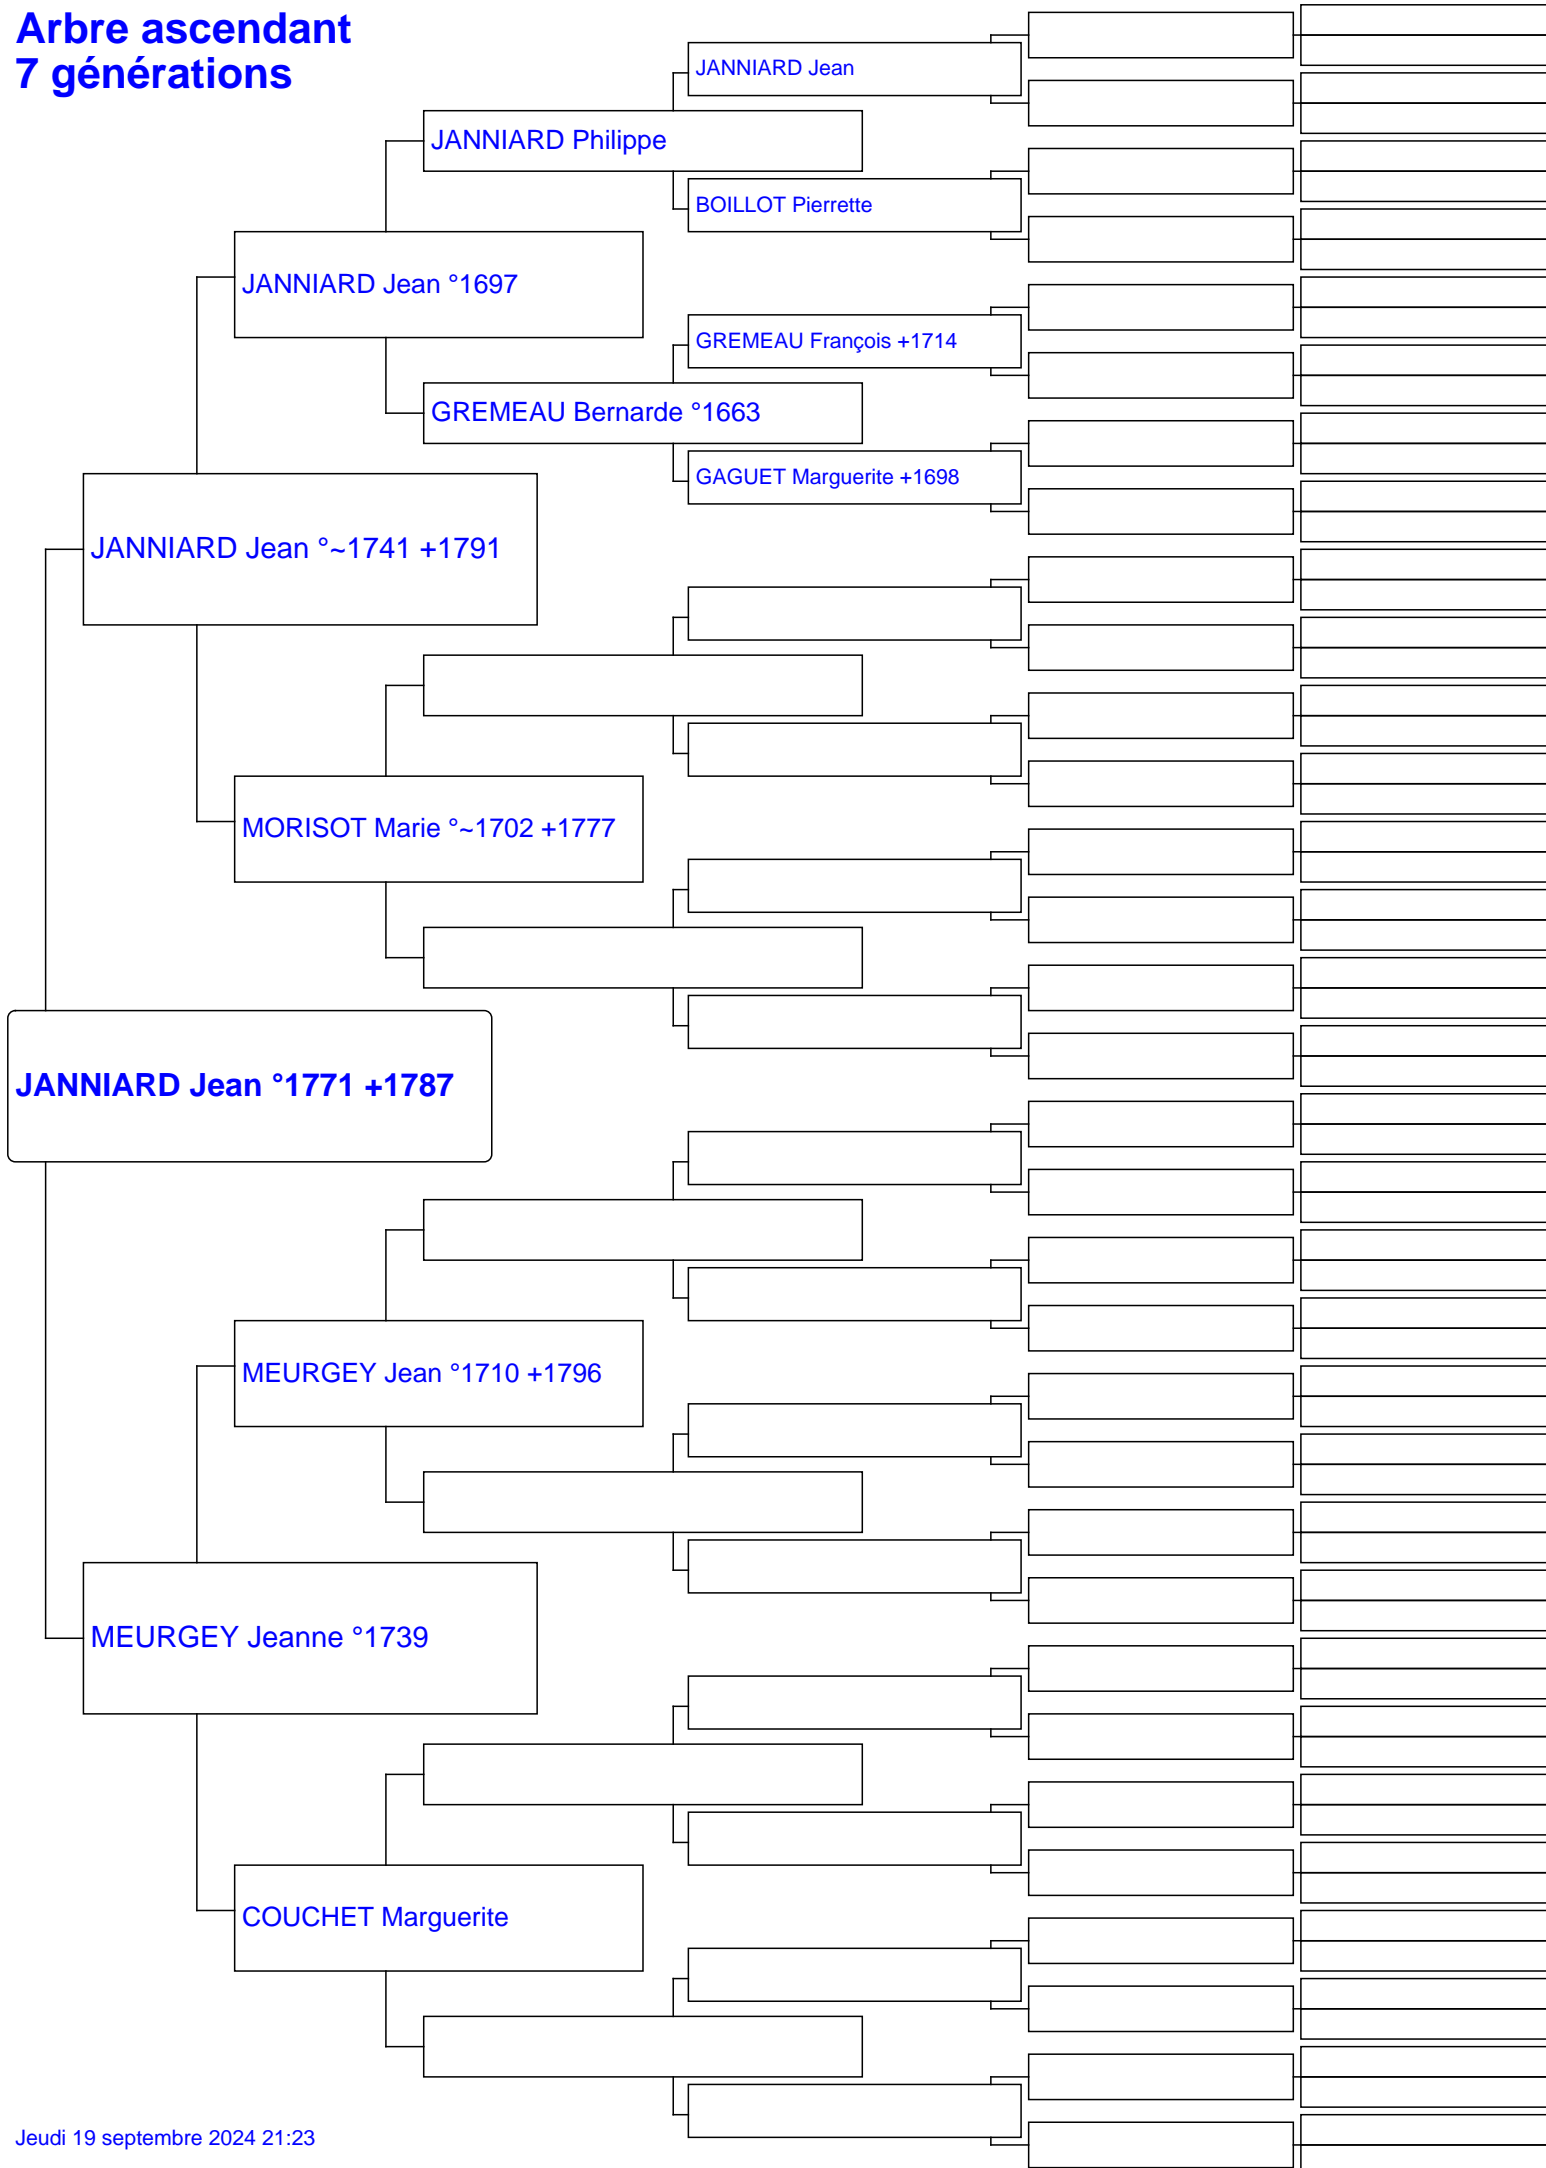 Arbre ascendant
7 générations
JANNIARD Jean
JANNIARD Philippe
BOILLOT Pierrette
JANNIARD Jean °1697
GREMEAU François +1714
GREMEAU Bernarde °1663
GAGUET Marguerite +1698
JANNIARD Jean °~1741 +1791
MORISOT Marie °~1702 +1777
JANNIARD Jean °1771 +1787
MEURGEY Jean °1710 +1796
MEURGEY Jeanne °1739
COUCHET Marguerite
Jeudi 19 septembre 2024 21:23